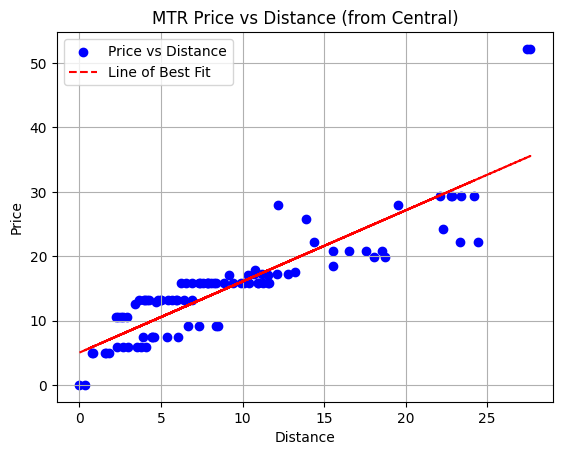 MTR Price vs Distance (from Central)
Price vs Distance
Line of Best Fit
50
40
30
20
10
0
Price
0
5
10
15
20
25
Distance